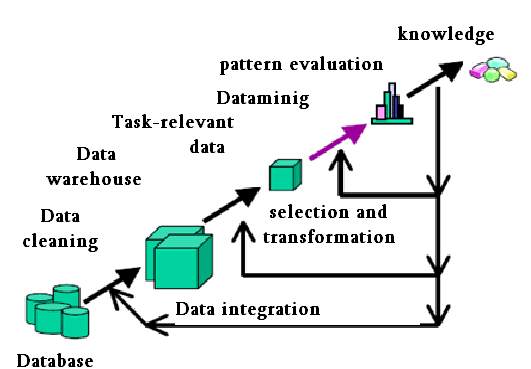 knowledge
pattern evaluation
Dataminig
Task-relevant
data
Data
warehouse
Data
cleaning
selection and
transformation
Data integration
Database